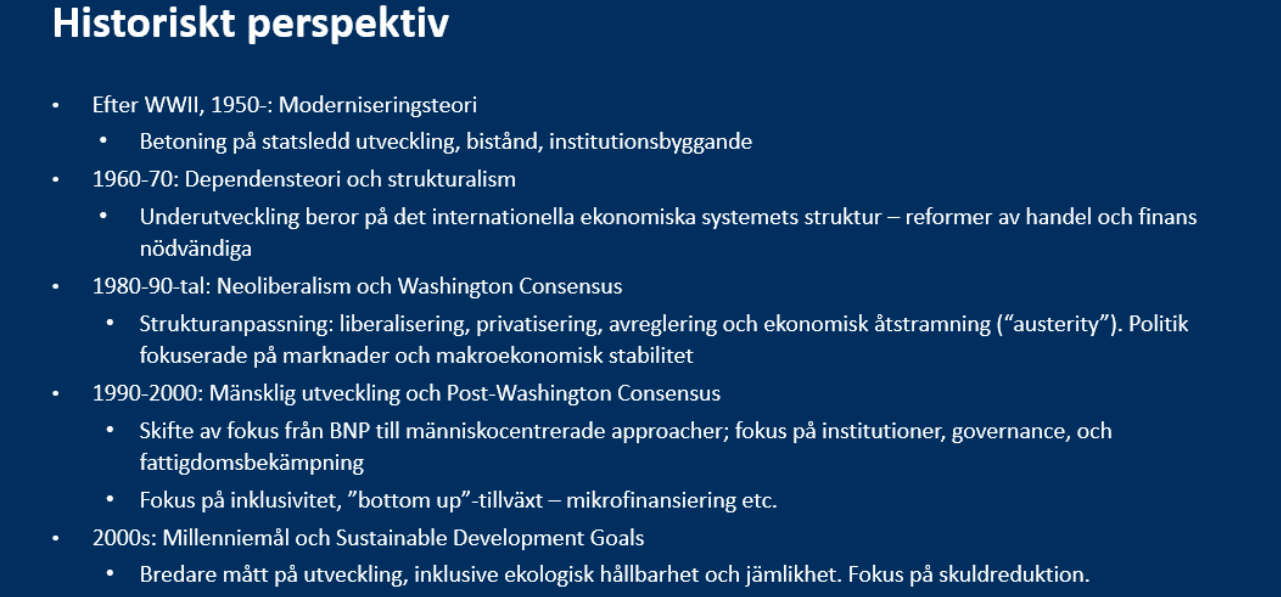 Historiskt perspektiv
• Efter WWII, 1950-: Moderniseringsteori
• Betoning på statsledd utveckling, bistånd, institutionsbyggande
• 1960-70: Dependensteori och strukturalism
• Underutveckling beror på det internationella ekonomiska systemets struktur – reformer av handel och finans
nödvändiga
• 1980-90-tal: Neoliberalism och Washington Consensus
• Strukturanpassning: liberalisering, privatisering, avreglering och ekonomisk åtstramning (“austerity”). Politik
fokuserade på marknader och makroekonomisk stabilitet
• 1990-2000: Mänsklig utveckling och Post-Washington Consensus
• Skifte av fokus från BNP till människocentrerade approacher; fokus på institutioner, governance, och
fattigdomsbekämpning
• Fokus på inklusivitet, ”bottom up”-tillväxt – mikrofinansiering etc.
• 2000s: Millenniemål och Sustainable Development Goals
• Bredare mått på utveckling, inklusive ekologisk hållbarhet och jämlikhet. Fokus på skuldreduktion.